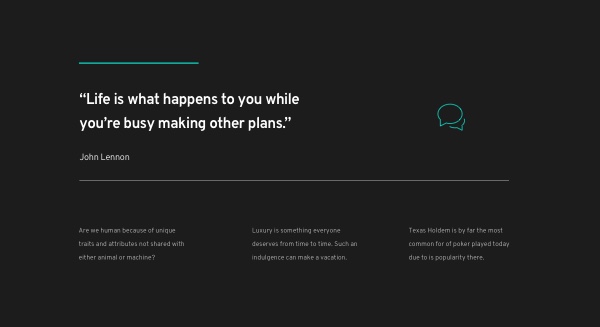 “Life is what happens to you while
you’re busy making other plans.”
John Lennon
Are we human because of unique
traits and attributes not shared with
either animal or machine?
Luxury is something everyone
deserves from time to time. Such an
indulgence can make a vacation.
Texas Holdem is by far the most
common for of poker played today
due to is popularity there.